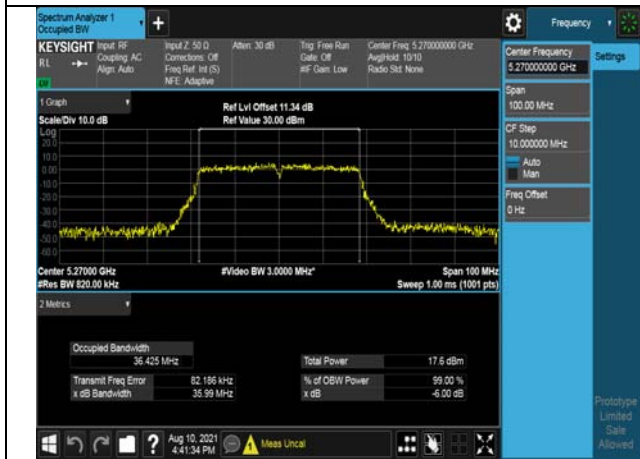 Spectrum Analyzer 1
Occupied BW
+
Frequency
KEYSIGHT
R L
Input: RF
Coupling: AC
Align: Auto
Input Z: 50 Ω
Corrections: Off
Freq Ref: Int (S)
NFE: Adaptive
Atten: 30 dB
Trig: Free Run
Gate: Off
#IF Gain: Low
Center Freq: 5.270000000 GHz
Avg|Hold: 10/10
Radio Std: None
Center Frequency
5.270000000 GHz
Settings
Span
100.00 MHz
CF Step
10.000000 MHz
Auto
Man
Freq Offset
0 Hz
1 Graph
Scale/Div 10.0 dB
Ref Lvl Offset 11.34 dB
Ref Value 30.00 dBm
Log
20.0
10.0
0.00
-10.0
-20.0
-30.0
-40.0
-50.0
-60.0
Center 5.27000 GHz
#Video BW 3.0000 MHz*
Span 100 MHz
#Res BW 820.00 kHz
Sweep 1.00 ms (1001 pts)
2 Metrics
Occupied Bandwidth
36.425 MHz
Total Power 17.6 dBm
Transmit Freq Error 82.186 kHz
% of OBW Power 99.00 %
x dB Bandwidth 35.99 MHz
x dB -6.00 dB
Prototype
Limited
Sale
Allowed
?
Aug 10, 2021
4:41:34 PM
Meas Uncal